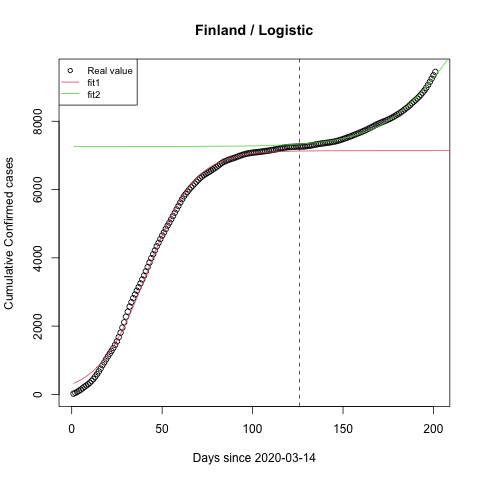 Finland / Logistic
Real value
fit1
fit2
Cumulative Confirmed cases
8000
6000
4000
2000
0
0 50 100 150 200
Days since 2020-03-14